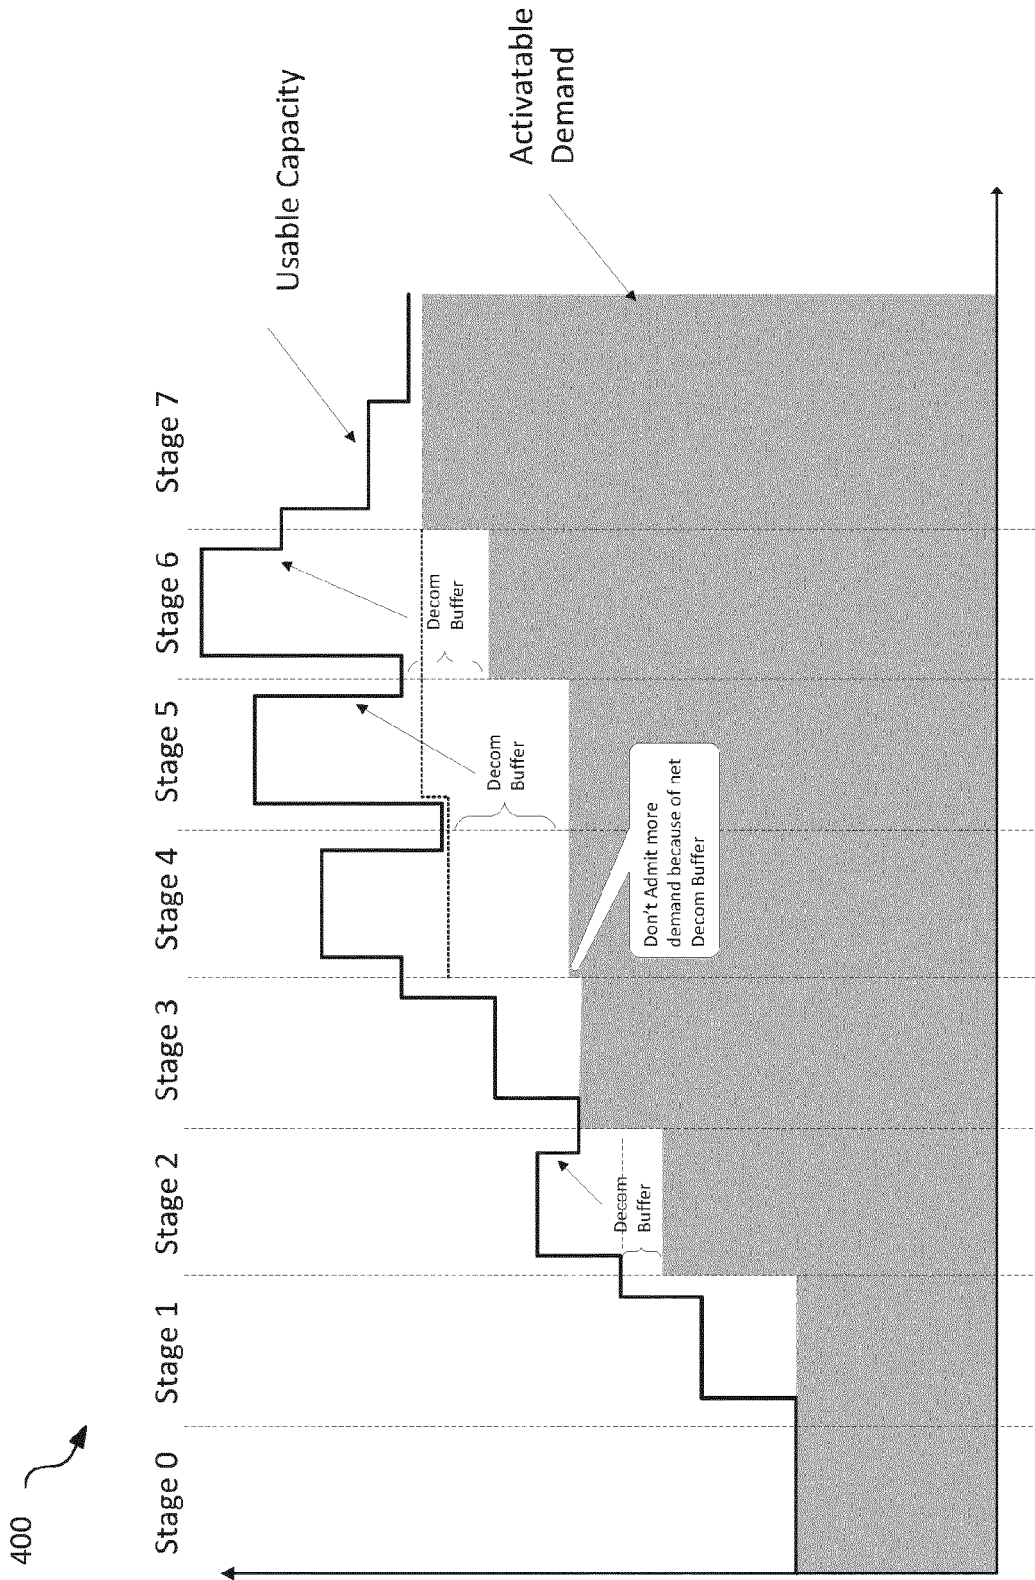 400
Stage 0
Stage 1
Stage 2
Stage 3
Stage 4
Stage 5
Stage 6
Stage 7
Usable Capacity
Activatable
Demand
Decom
Buffer
Decom
Buffer
Decom
Buffer
Don't Admit more
demand because of net
Decom Buffer